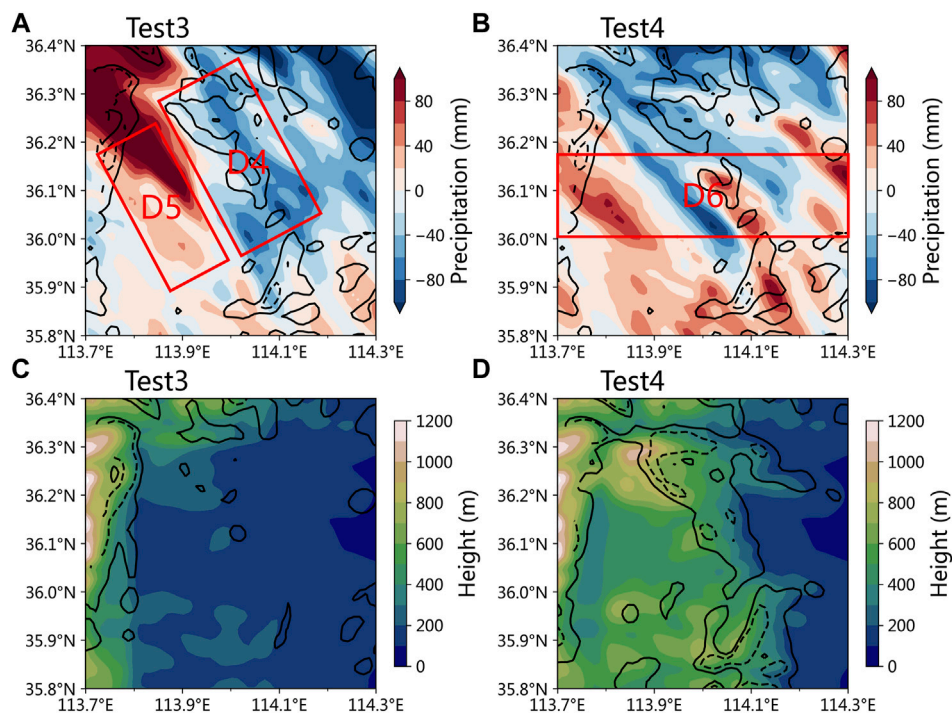 A
Test3
36.4°N
36.3°N
36.2°N
36.1°N
36.0°N
35.9°N
35.8°N
113.7°E
113.9°E
114.1°E
114.3°E
D4
D5
80
40
0
−40
−80
Precipitation (mm)
B
Test4
36.4°N
36.3°N
36.2°N
36.1°N
36.0°N
35.9°N
35.8°N
113.7°E
113.9°E
114.1°E
114.3°E
D6
80
40
0
−40
−80
Precipitation (mm)
C
Test3
36.4°N
36.3°N
36.2°N
36.1°N
36.0°N
35.9°N
35.8°N
113.7°E
113.9°E
114.1°E
114.3°E
1200
1000
800
600
400
200
0
Height (m)
D
Test4
36.4°N
36.3°N
36.2°N
36.1°N
36.0°N
35.9°N
35.8°N
113.7°E
113.9°E
114.1°E
114.3°E
1200
1000
800
600
400
200
0
Height (m)